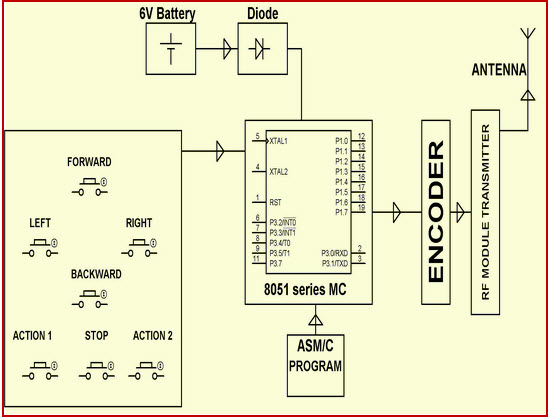 6V Battery
Diode
ANTENNA
FORWARD
LEFT
RIGHT
BACKWARD
ACTION 1
STOP
ACTION 2
5
XTAL1
4
XTAL2
1
RST
6
P3.2/INT0
7
P3.3/INT1
8
P3.4/T0
9
P3.5/T1
11
P3.7
P1.0
12
P1.1
13
P1.2
14
P1.3
15
P1.4
16
P1.5
17
P1.6
18
P1.7
19
P3.0/RXD
2
P3.1/TXD
3
8051 series MC
ASM/C
PROGRAM
ENCODER
RF MODULE TRANSMITTER